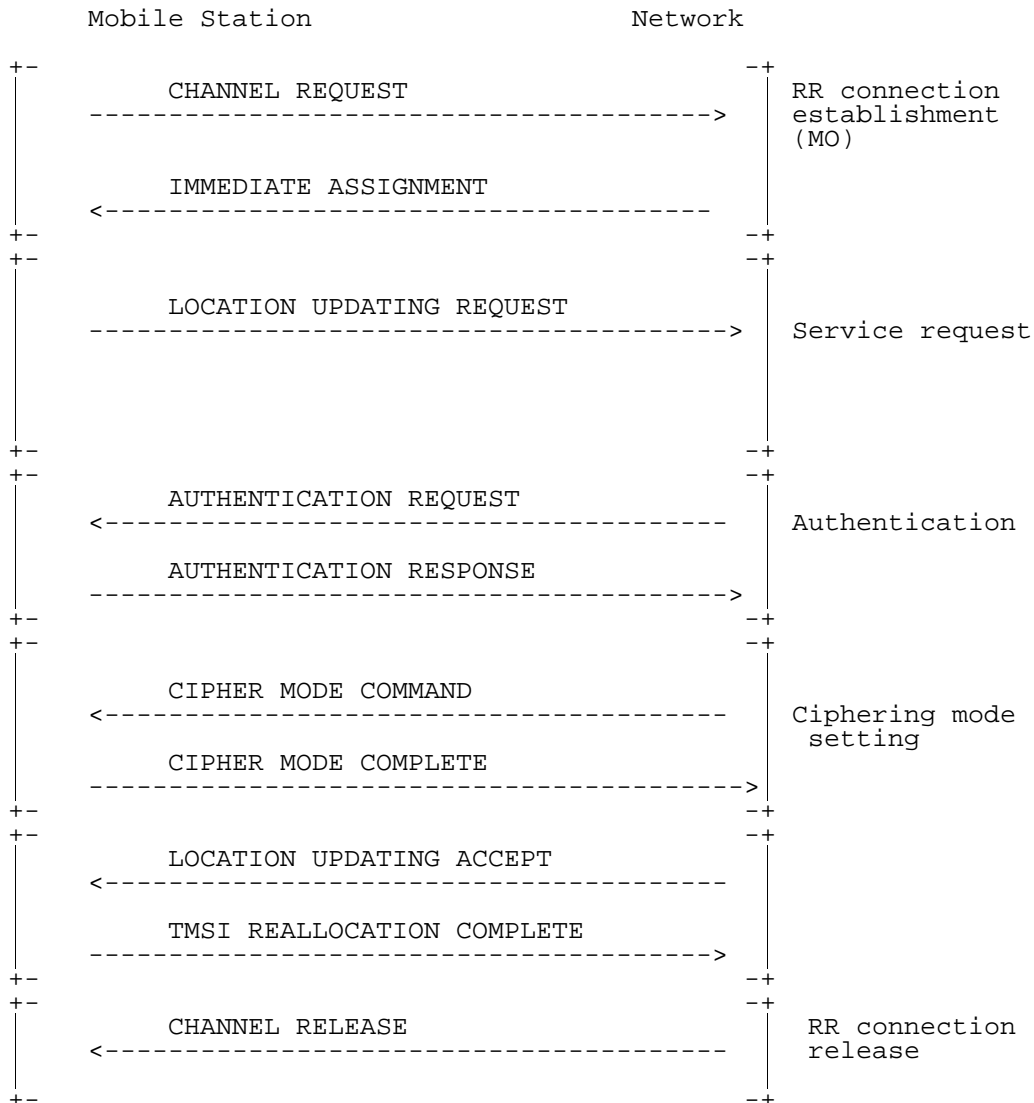 Mobile Station Network
CHANNEL REQUEST
RR connection
establishment
(MO)
IMMEDIATE ASSIGNMENT
LOCATION UPDATING REQUEST
Service request
AUTHENTICATION REQUEST
Authentication
AUTHENTICATION RESPONSE
CIPHER MODE COMMAND
Ciphering mode
setting
CIPHER MODE COMPLETE
LOCATION UPDATING ACCEPT
TMSI REALLOCATION COMPLETE
CHANNEL RELEASE
RR connection
release